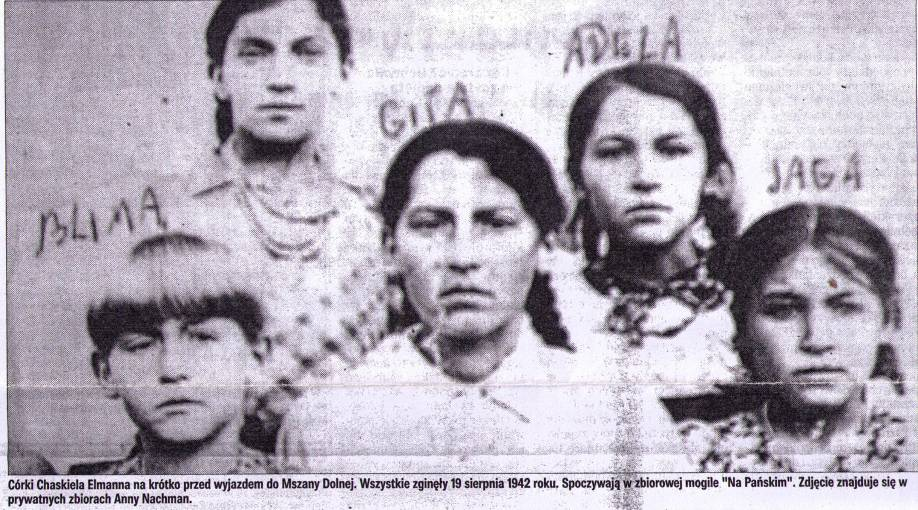 ADELA
GITA
JAGA
BLIMA
Córki Chaskiela Elmanna na krótko przed wyjazdem do Mszany Dolnej. Wszystkie zginęły 19 sierpnia 1942 roku. Spoczywają w zbiorowej mogile "Na Pańskim". Zdjęcie znajduje się w
prywatnych zbiorach Anny Nachman.